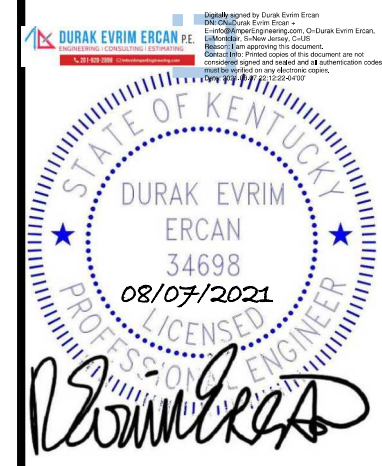 DURAK EVRIM ERCAN P.E.
ENGINEERING | CONSULTING | ESTIMATING
Digitally signed by Durak Evrim Ercan
DN: CN=Durak Evrim Ercan +
E=info@AmperEngineering.com, O=Durak Evrim Ercan,
L=Montclair, S=New Jersey, C=US
Reason: I am approving this document.
Contact Info: Printed copies of this document are not
considered signed and sealed and all authentication codes
must be verified on any electronic copies.
STATE OF KENTUCKY
DURAK EVRIM
ERCAN
34698
08/07/2021
LICENSED
PROFESSIONAL ENGINEER